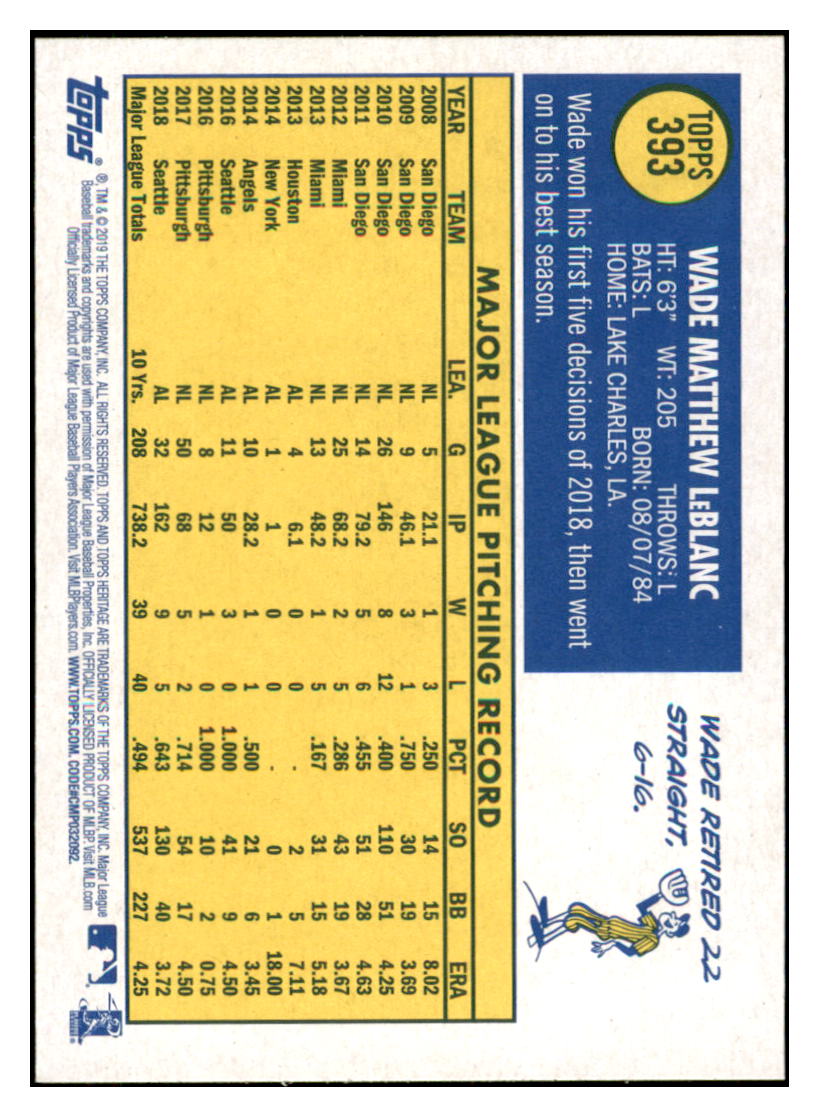 TOPPS
393
WADE MATTHEW LEBLANC
HT: 6'3" WT: 205 THROWS: L
BATS: L BORN: 08/07/84
HOME: LAKE CHARLES, LA.
Wade won his first five decisions of 2018, then went
on to his best season.
WADE RETIRED 22
STRAIGHT,
6-16.
MAJOR LEAGUE PITCHING RECORD
YEAR TEAM LEA. G IP W L PCT SO BB ERA
2008 San Diego NL 5 21.1 1 3 .250 14 15 8.02
2009 San Diego NL 9 46.1 3 1 .750 30 19 3.69
2010 San Diego NL 26 146 8 12 .400 110 51 4.25
2011 San Diego NL 14 79.2 5 6 .455 51 28 4.63
2012 Miami NL 25 68.2 2 5 .286 43 19 3.67
2013 Miami NL 13 48.2 1 5 .167 31 15 5.18
2013 Houston AL 4 6.1 0 0 - 2 5 7.11
2014 New York AL 1 1 0 0 - 0 1 18.00
2014 Angels AL 10 28.2 1 1 .500 21 6 3.45
2016 Seattle AL 11 50 3 0 1.000 41 9 4.50
2016 Pittsburgh NL 8 12 1 0 1.000 10 2 0.75
2017 Pittsburgh NL 50 68 5 2 .714 54 17 4.50
2018 Seattle AL 32 162 9 5 .643 130 40 3.72
Major League Totals 10 Yrs. 208 738.2 39 40 .494 537 227 4.25
topps®
®, TM & © 2019 THE TOPPS COMPANY, INC. ALL RIGHTS RESERVED. TOPPS AND TOPPS HERITAGE ARE TRADEMARKS OF THE TOPPS COMPANY, INC. Major League
Baseball trademarks and copyrights are used with permission of Major League Baseball Properties, Inc. OFFICIALLY LICENSED PRODUCT OF MLBP. Visit MLB.com
Officially Licensed Product of Major League Baseball Players Association. Visit MLBPlayers.com. WWW.TOPPS.COM. CODE#CMP032092.